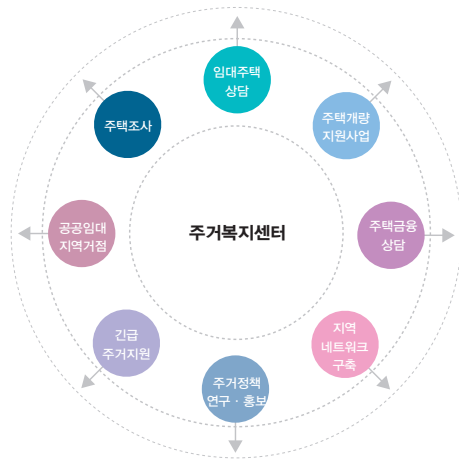 임대주택
상담
주택개량
지원사업
주택금융
상담
지역
네트워크
구축
주거정책
연구 · 홍보
긴급
주거지원
공공임대
지역거점
주택조사
주거복지센터